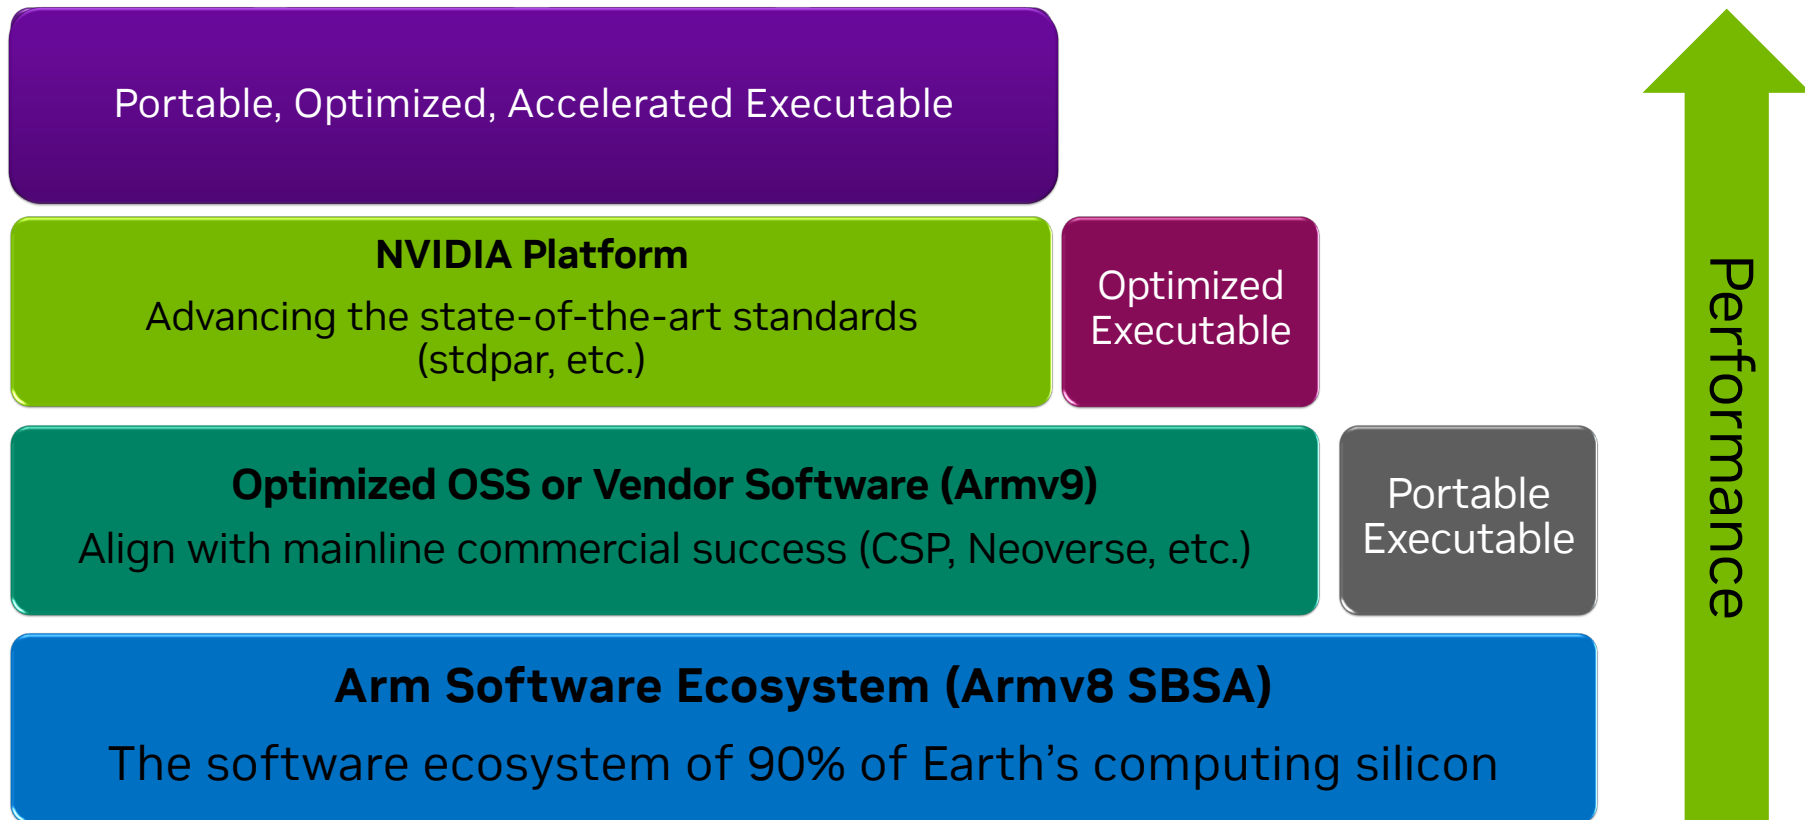 Portable, Optimized, Accelerated Executable
NVIDIA Platform
Advancing the state-of-the-art standards
(stdpar, etc.)
Optimized
Executable
Optimized OSS or Vendor Software (Armv9)
Align with mainline commercial success (CSP, Neoverse, etc.)
Portable
Executable
Arm Software Ecosystem (Armv8 SBSA)
The software ecosystem of 90% of Earth’s computing silicon
Performance